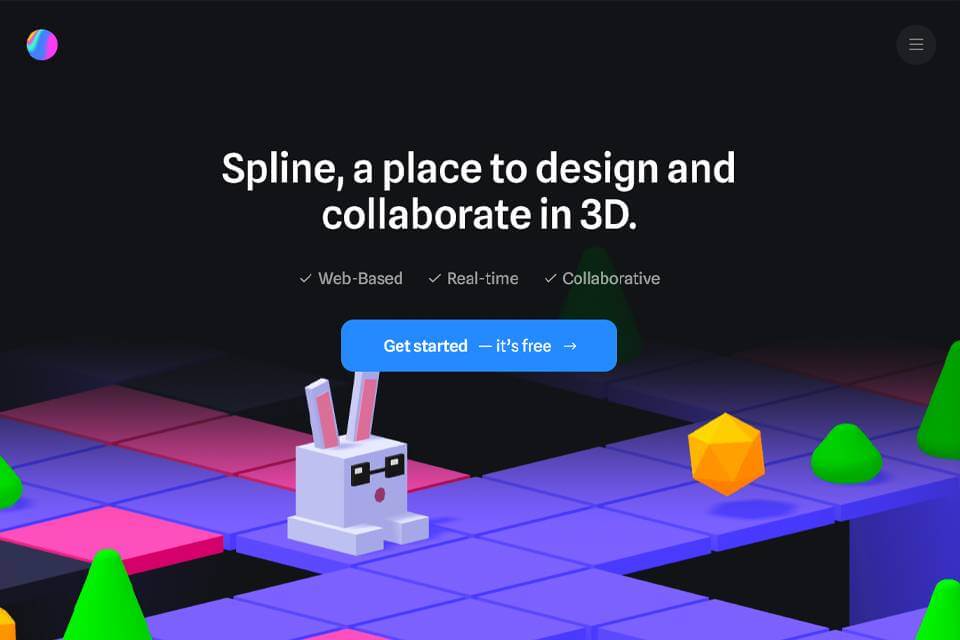 Spline, a place to design and
collaborate in 3D.
✓ Web-Based ✓ Real-time ✓ Collaborative
Get started — it's free →